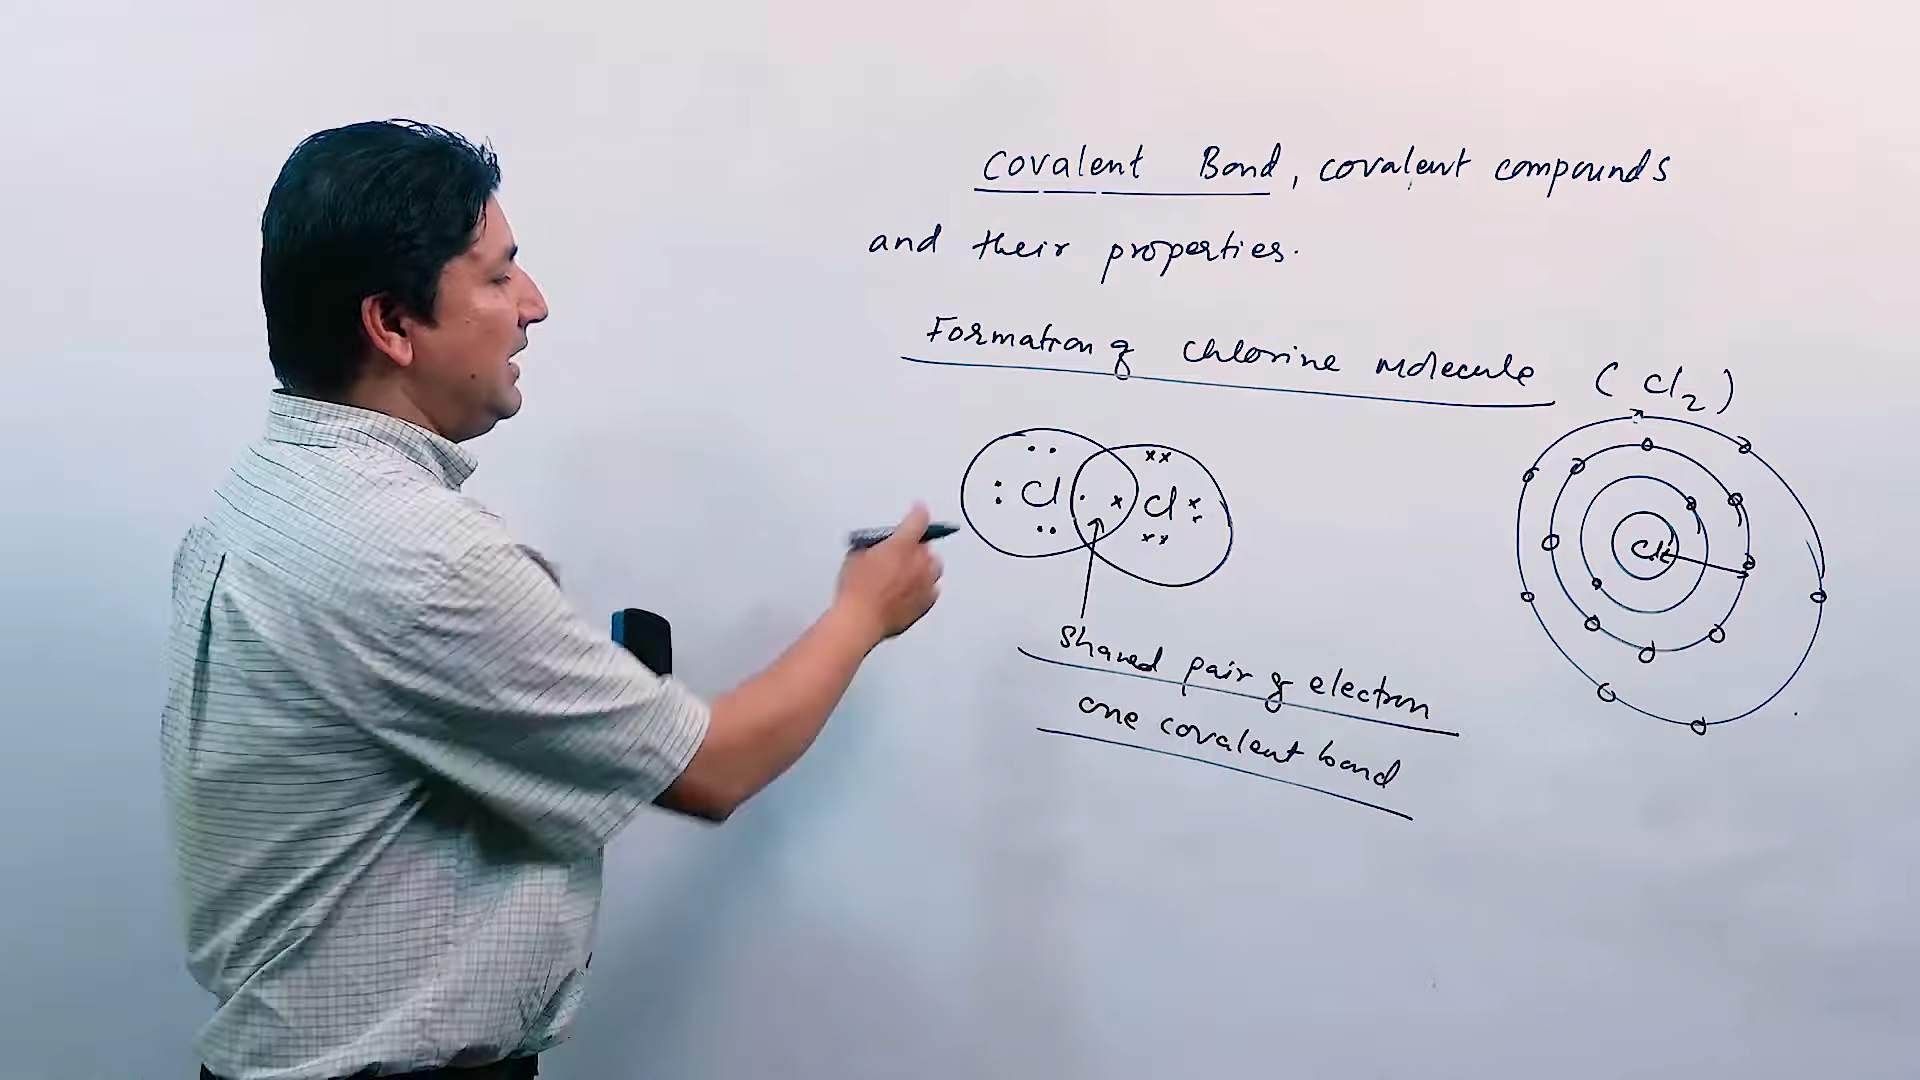 Covalent Bond, covalent compounds
and their properties.
Formation of chlorine molecule (Cl2)
Cl Cl
Cl
Shared pair of electron
one covalent bond